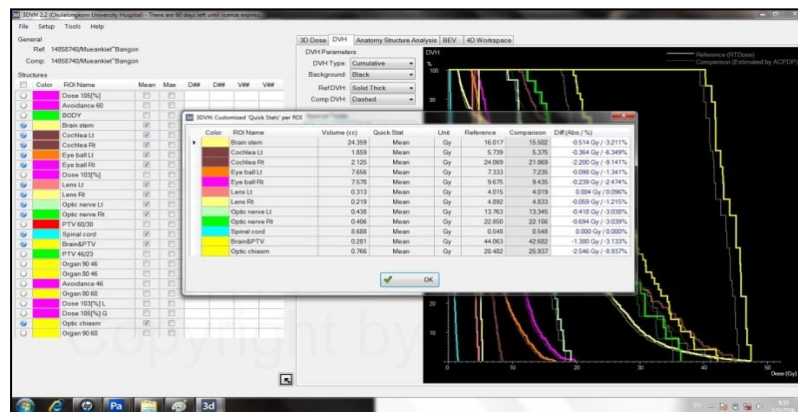 3DVH 2.2 (Chulalongkorn University Hospital) - There are 60 days left until license expires
File Setup Tools Help
General
Ref: 14858740/Mueankiet^Bangon
Comp: 14858740/Mueankiet^Bangon
Structures
Color ROI Name Mean Max D## D## V## V##
Dose 105[%]
Avoidance 60
BODY
Brain stem
Cochlea Lt
Cochlea Rt
Eye ball Lt
Eye ball Rt
Dose 103[%]
Lens Lt
Lens Rt
Optic nerve Lt
Optic nerve Rt
PTV 60/30
Spinal cord
Brain&PTV
PTV 46/23
Organ 90 46
Organ 80 46
Avoidance 46
Organ 80 60
Dose 103[%] L
Dose 105[%] G
Optic chiasm
Organ 90 60
3D Dose DVH Anatomy Structure Analysis BEV 4D Workspace
DVH Parameters
DVH Type: Cumulative
Background: Black
Ref DVH: Solid Thick
Comp DVH: Dashed
DVH
%
100
Reference (RTDose)
Comparison (Estimated by ACPDP)
3DVH: Customized 'Quick Stats' per ROI
Color ROI Name Volume (cc) Quick Stat Unit Reference Comparison Diff (Abs / %)
Brain stem 24.359 Mean Gy 16.017 15.502 -0.514 Gy / -3.211%
Cochlea Lt 1.859 Mean Gy 5.739 5.375 -0.364 Gy / -6.349%
Cochlea Rt 2.125 Mean Gy 24.069 21.869 -2.200 Gy / -9.141%
Eye ball Lt 7.656 Mean Gy 7.333 7.235 -0.098 Gy / -1.341%
Eye ball Rt 7.578 Mean Gy 9.675 9.435 -0.239 Gy / -2.474%
Lens Lt 0.313 Mean Gy 4.015 4.019 0.004 Gy / 0.096%
Lens Rt 0.219 Mean Gy 4.892 4.833 -0.059 Gy / -1.215%
Optic nerve Lt 0.438 Mean Gy 13.763 13.345 -0.418 Gy / -3.038%
Optic nerve Rt 0.406 Mean Gy 22.850 22.156 -0.694 Gy / -3.039%
Spinal cord 8.688 Mean Gy 0.548 0.548 0.000 Gy / 0.000%
Brain&PTV 0.281 Mean Gy 44.063 42.682 -1.380 Gy / -3.133%
Optic chiasm 0.766 Mean Gy 28.482 25.937 -2.546 Gy / -8.937%
OK
20
10
0 10 20 30 40 50
Dose (Gy)
Copyright by
Pa 3d